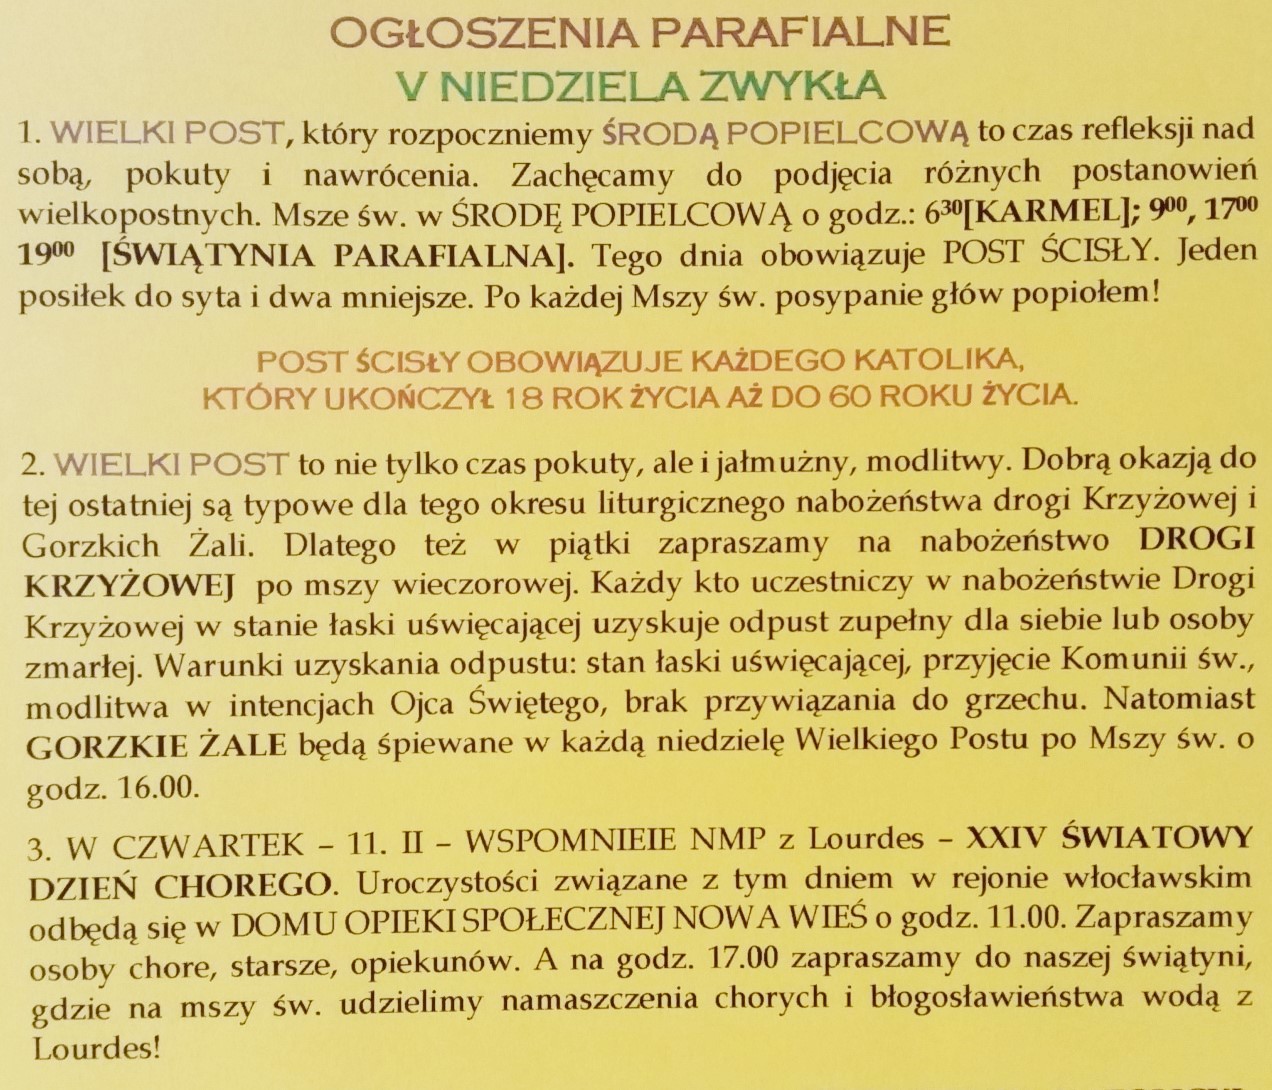 OGŁOSZENIA PARAFIALNE
V NIEDZIELA ZWYKŁA
1. WIELKI POST, który rozpoczniemy ŚRODĄ POPIELCOWĄ to czas refleksji nad
sobą, pokuty i nawrócenia. Zachęcamy do podjęcia różnych postanowień
wielkopostnych. Msze św. w ŚRODĘ POPIELCOWĄ o godz.: 6³⁰[KARMEL]; 9⁰⁰, 17⁰⁰
19⁰⁰ [ŚWIĄTYNIA PARAFIALNA]. Tego dnia obowiązuje POST ŚCISŁY. Jeden
posiłek do syta i dwa mniejsze. Po każdej Mszy św. posypanie głów popiołem!
POST ŚCISŁY OBOWIĄZUJE KAŻDEGO KATOLIKA,
KTÓRY UKOŃCZYŁ 18 ROK ŻYCIA AŻ DO 60 ROKU ŻYCIA.
2. WIELKI POST to nie tylko czas pokuty, ale i jałmużny, modlitwy. Dobrą okazją do
tej ostatniej są typowe dla tego okresu liturgicznego nabożeństwa drogi Krzyżowej i
Gorzkich Żali. Dlatego też w piątki zapraszamy na nabożeństwo DROGI
KRZYŻOWEJ po mszy wieczorowej. Każdy kto uczestniczy w nabożeństwie Drogi
Krzyżowej w stanie łaski uświęcającej uzyskuje odpust zupełny dla siebie lub osoby
zmarłej. Warunki uzyskania odpustu: stan łaski uświęcającej, przyjęcie Komunii św.,
modlitwa w intencjach Ojca Świętego, brak przywiązania do grzechu. Natomiast
GORZKIE ŻALE będą śpiewane w każdą niedzielę Wielkiego Postu po Mszy św. o
godz. 16.00.
3. W CZWARTEK – 11. II – WSPOMNIEIE NMP z Lourdes – XXIV ŚWIATOWY
DZIEŃ CHOREGO. Uroczystości związane z tym dniem w rejonie włocławskim
odbędą się w DOMU OPIEKI SPOŁECZNEJ NOWA WIEŚ o godz. 11.00. Zapraszamy
osoby chore, starsze, opiekunów. A na godz. 17.00 zapraszamy do naszej świątyni,
gdzie na mszy św. udzielimy namaszczenia chorych i błogosławieństwa wodą z
Lourdes!